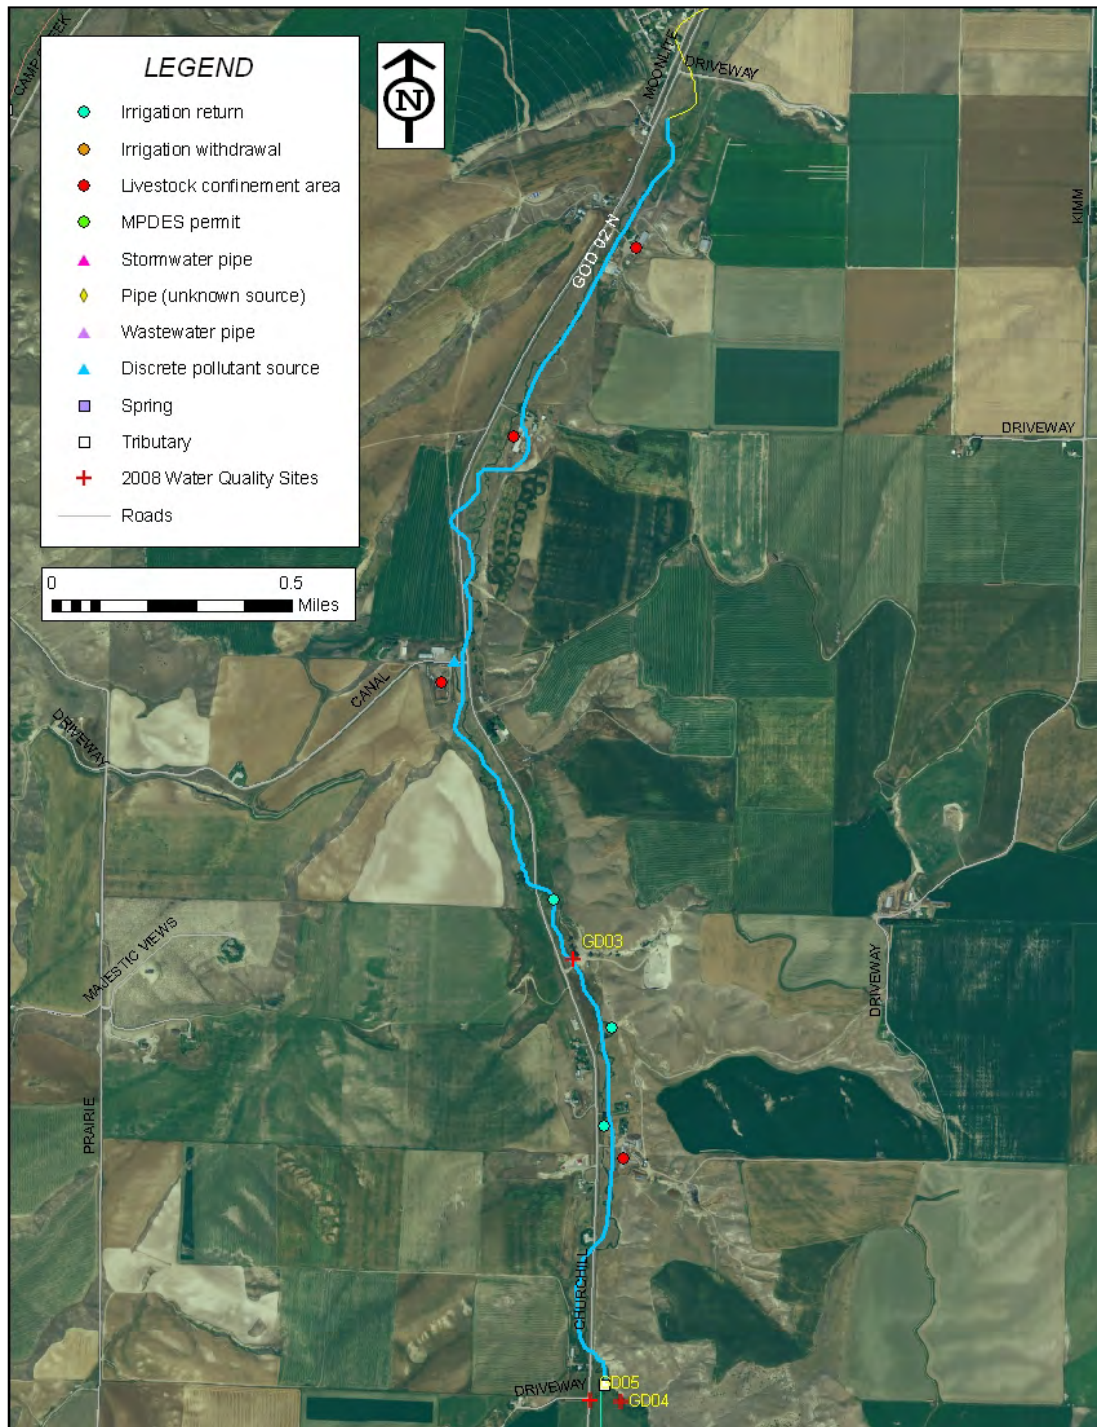 CAMP CREEK
LEGEND
Irrigation return
Irrigation withdrawal
Livestock confinement area
MPDES permit
Stormwater pipe
Pipe (unknown source)
Wastewater pipe
Discrete pollutant source
Spring
Tributary
2008 Water Quality Sites
Roads
N
0 0.5
Miles
MOONLITE
DRIVEWAY
KIMM
GOD 02 N
DRIVEWAY
CANAL
DRIVEWAY
GD03
MAJESTIC VIEWS
DRIVEWAY
PRAIRIE
CHURCHILL
DRIVEWAY
GD05
GD04